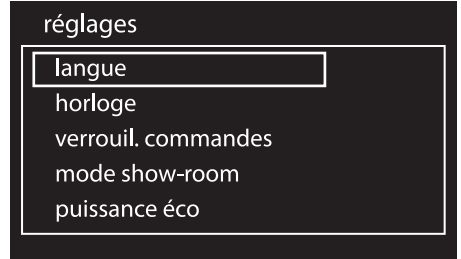 réglages
langue
horloge
verrouil. commandes
mode show-room
puissance éco